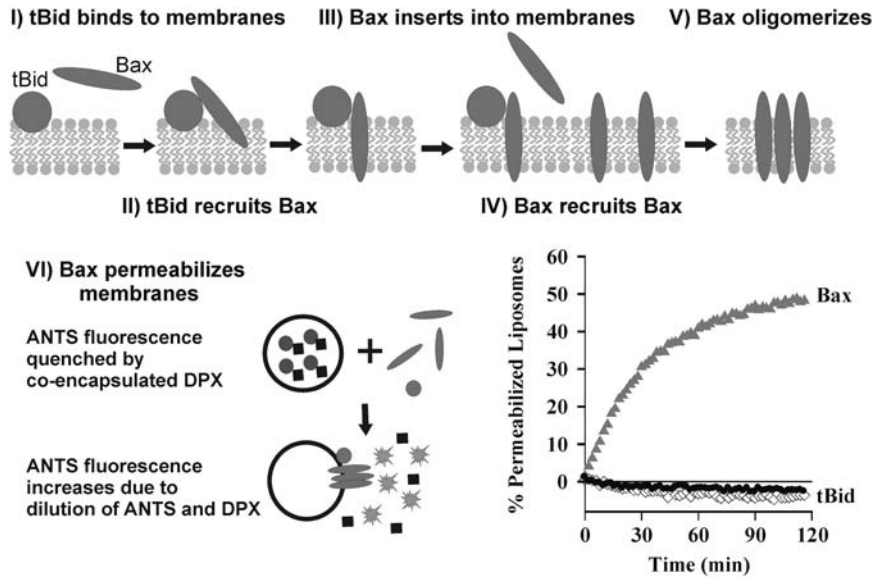 I) tBid binds to membranes
III) Bax inserts into membranes
V) Bax oligomerizes
tBid
Bax
II) tBid recruits Bax
IV) Bax recruits Bax
VI) Bax permeabilizes
membranes
ANTS fluorescence
quenched by
co-encapsulated DPX
ANTS fluorescence
increases due to
dilution of ANTS and DPX
% Permeabilized Liposomes
60
50
40
30
20
10
0
Bax
tBid
0 30 60 90 120
Time (min)